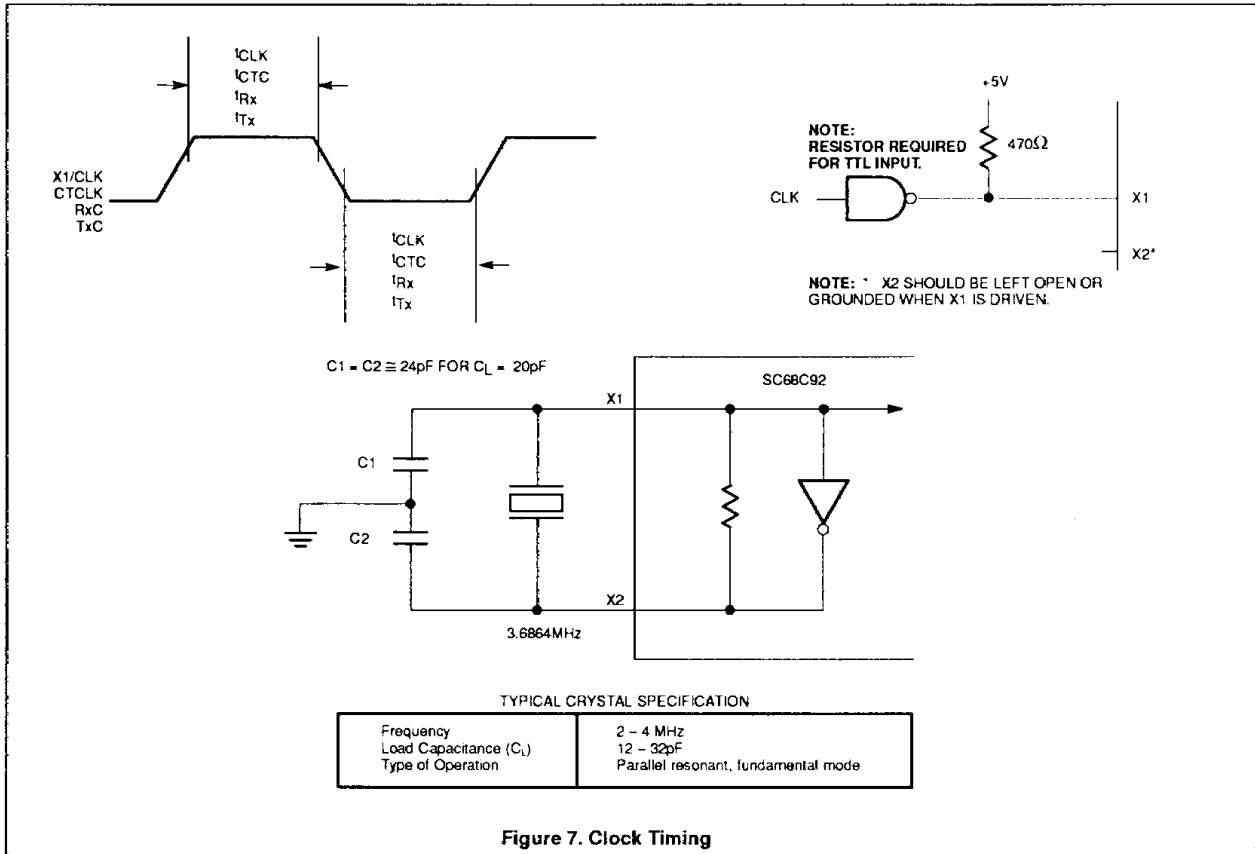 tCLK
tCTC
tRx
tTx
X1/CLK
CTCLK
RxC
TxC
tCLK
tCTC
tRx
tTx
+5V
NOTE:
RESISTOR REQUIRED
FOR TTL INPUT.
470Ω
CLK
X1
X2*
NOTE: * X2 SHOULD BE LEFT OPEN OR
GROUNDED WHEN X1 IS DRIVEN.
C1 = C2 ≅ 24pF FOR CL = 20pF
SC68C92
X1
C1
C2
X2
3.6864MHz
TYPICAL CRYSTAL SPECIFICATION
Frequency 2 – 4 MHz
Load Capacitance (CL) 12 – 32pF
Type of Operation Parallel resonant, fundamental mode
Figure 7. Clock Timing